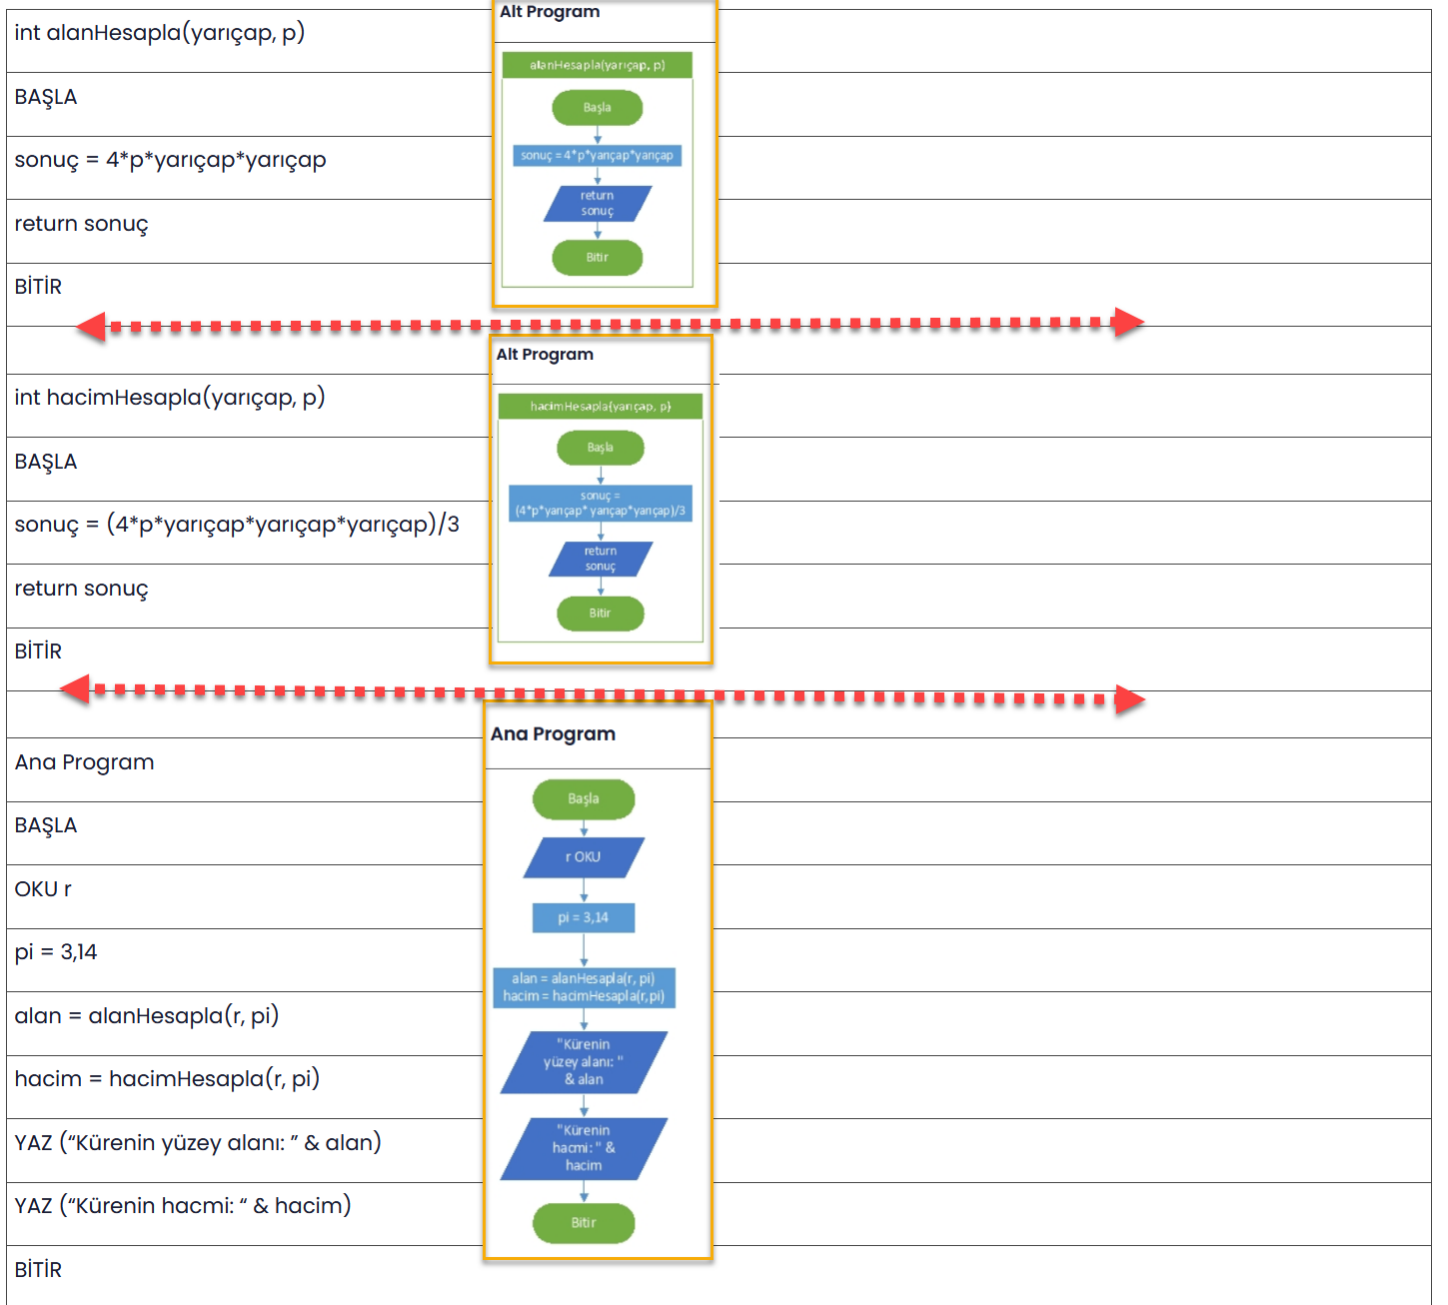 int alanHesapla(yarıçap, p)
BAŞLA
sonuç = 4*p*yarıçap*yarıçap
return sonuç
BİTİR
Alt Program
alanHesapla(yarıçap, p)
Başla
sonuç = 4*p*yarıçap*yarıçap
return
sonuç
Bitir
int hacimHesapla(yarıçap, p)
BAŞLA
sonuç = (4*p*yarıçap*yarıçap*yarıçap)/3
return sonuç
BİTİR
Alt Program
hacimHesapla(yarıçap, p)
Başla
sonuç =
(4*p*yarıçap* yarıçap*yarıçap)/3
return
sonuç
Bitir
Ana Program
BAŞLA
OKU r
pi = 3,14
alan = alanHesapla(r, pi)
hacim = hacimHesapla(r, pi)
YAZ (“Kürenin yüzey alanı: ” & alan)
YAZ (“Kürenin hacmi: “ & hacim)
BİTİR
Ana Program
Başla
r OKU
pi = 3,14
alan = alanHesapla(r, pi)
hacim = hacimHesapla(r,pi)
"Kürenin
yüzey alanı: "
& alan
"Kürenin
hacmi: " &
hacim
Bitir